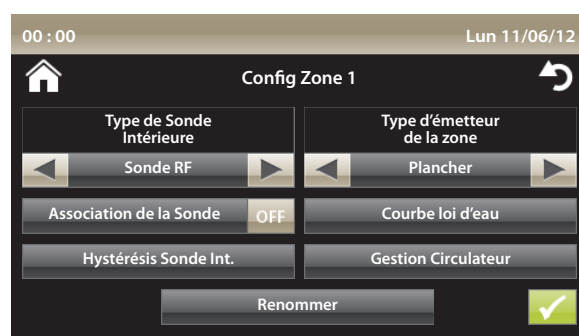 00 : 00
Lun 11/06/12
Config Zone 1
Type de Sonde
Intérieure
Type d'émetteur
de la zone
Sonde RF
Plancher
Association de la Sonde
OFF
Courbe loi d'eau
Hystérésis Sonde Int.
Gestion Circulateur
Renommer